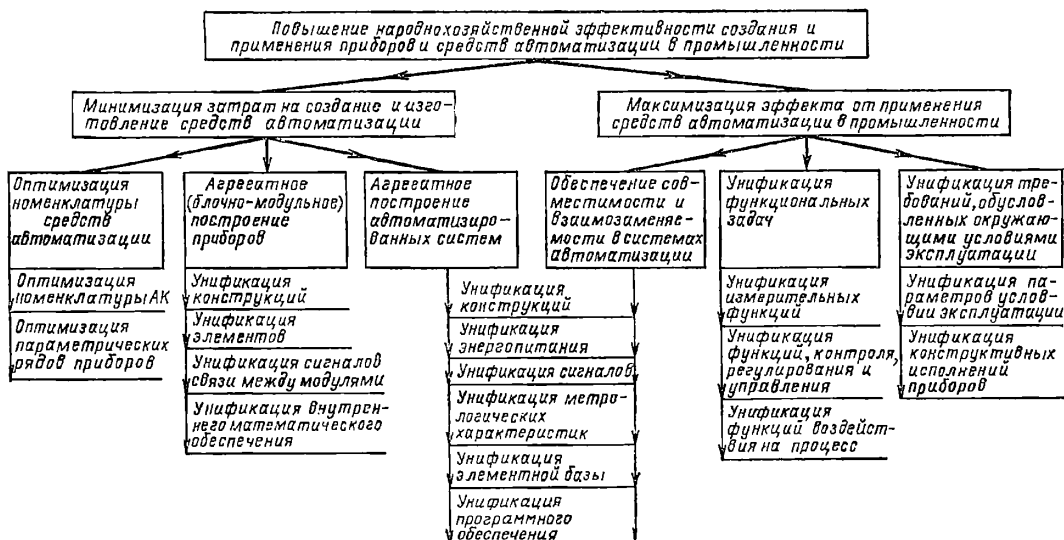 Повышение народнохозяйственной эффективности создания и
применения приборов и средств автоматизации в промышленности
Минимизация затрат на создание и изго-
товление средств автоматизации
Максимизация эффекта от применения
средств автоматизации в промышленности
Оптимизация
номенклатуры
средств
автоматизации
Агрегатное
(блочно-модульное)
построение
приборов
Агрегатное
построение
автоматизиро-
ванных систем
Обеспечение сов-
местимости и
взаимозаменяе-
мости в системах
автоматизации
Унификация
функциональных
задач
Унификация тре-
бований, обуслов-
ленных окружаю-
щими условиями
эксплуатации
Оптимизация
номенклатуры АК
Оптимизация
параметрических
рядов приборов
Унификация
конструкций
Унификация
элементов
Унификация сигналов
связи между модулями
Унификация внутрен-
него математического
обеспечения
Унификация
конструкций
Унификация
энергопитания
Унификация сигналов
Унификация метро-
логических
характеристик
Унификация
элементной базы
Унификация
программного
обеспечения
Унификация
измерительных
функций
Унификация
функций, контроля,
регулирования и
управления
Унификация
функций воздейст-
вия на процесс
Унификация па-
раметров усло-
вии эксплуатации
Унификация
конструктивных
исполнений
приборов